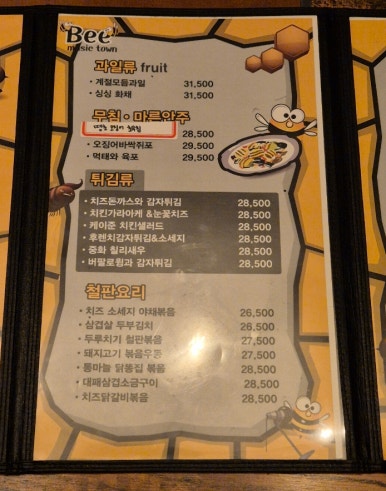 Bee
music town
과일류 fruit
· 계절모듬과일 31,500
· 싱싱 화채 31,500
무침 · 마른안주
28,500
· 오징어바싹쥐포 29,500
· 먹태와 육포 29,500
튀김류
· 치즈돈까스와 감자튀김 28,500
· 치킨가라아케 &눈꽃치즈 28,500
· 케이준 치킨샐러드 28,500
· 후렌치감자튀김&소세지 28,500
· 중화 칠리새우 28,500
· 버팔로윙과 감자튀김 28,500
철판요리
· 치즈 소세지 야채볶음 26,500
· 삼겹살 두부김치 26,500
· 두루치기 철판볶음 27,500
· 돼지고기 볶음우동 27,500
· 통마늘 닭똥집 볶음 28,500
· 대패삼겹소금구이 28,500
· 치즈닭갈비볶음 28,500